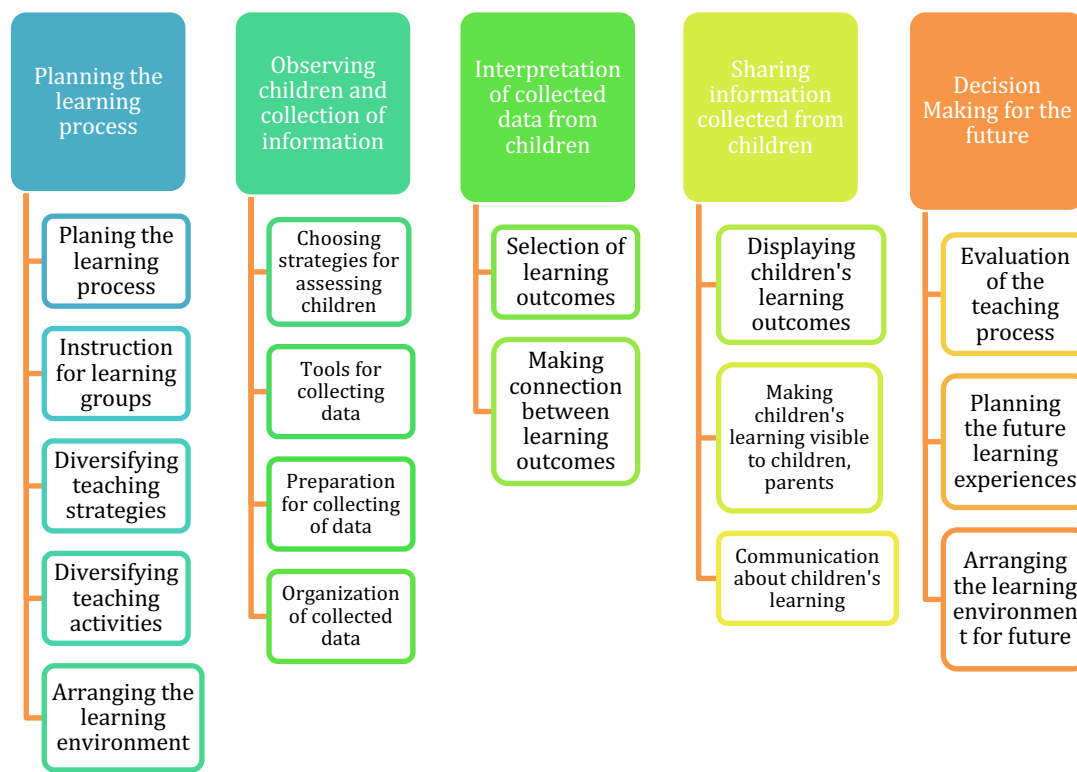 Planning the
learning
process
Planing the
learning
process
Instruction
for learning
groups
Diversifying
teaching
strategies
Diversifying
teaching
activities
Arranging the
learning
environment
Observing
children and
collection of
information
Choosing
strategies for
assessing
children
Tools for
collecting
data
Preparation
for collecting
of data
Organization
of collected
data
Interpretation
of collected
data from
children
Selection of
learning
outcomes
Making
connection
between
learning
outcomes
Sharing
information
collected from
children
Displaying
children's
learning
outcomes
Making
children's
learning visible
to children,
parents
Communication
about children's
learning
Decision
Making for the
future
Evaluation
of the
teaching
process
Planning
the future
learning
experiences
Arranging
the learning
environmen
t for future